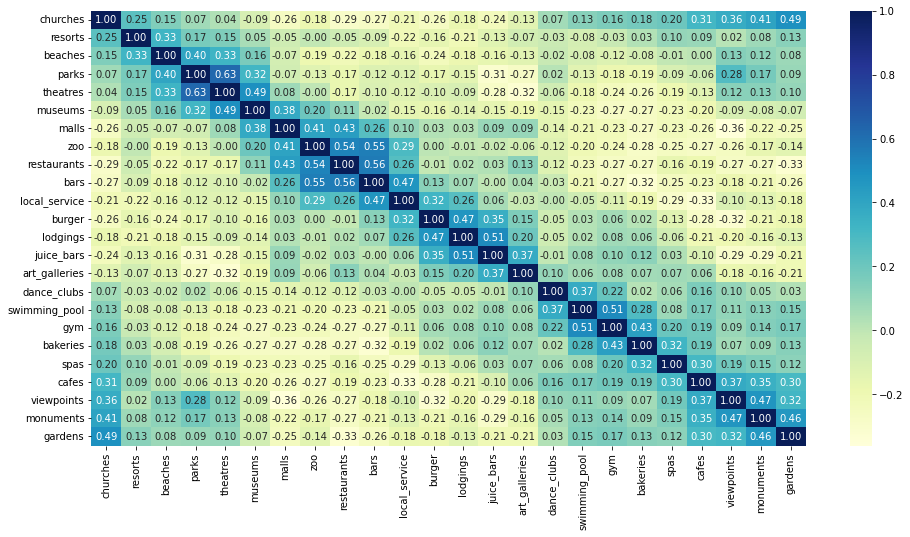 churches 1.00 0.25 0.15 0.07 0.04 -0.09 -0.26 -0.18 -0.29 -0.27 -0.21 -0.26 -0.18 -0.24 -0.13 0.07 0.13 0.16 0.18 0.20 0.31 0.36 0.41 0.49 1.0
resorts 0.25 1.00 0.33 0.17 0.15 0.05 -0.05 -0.00 -0.05 -0.09 -0.22 -0.16 -0.21 -0.13 -0.07 -0.03 -0.08 -0.03 0.03 0.10 0.09 0.02 0.08 0.13
beaches 0.15 0.33 1.00 0.40 0.33 0.16 -0.07 -0.19 -0.22 -0.18 -0.16 -0.24 -0.18 -0.16 -0.13 -0.02 -0.08 -0.12 -0.08 -0.01 0.00 0.13 0.12 0.08
parks 0.07 0.17 0.40 1.00 0.63 0.32 -0.07 -0.13 -0.17 -0.12 -0.12 -0.17 -0.15 -0.31 -0.27 0.02 -0.13 -0.18 -0.19 -0.09 -0.06 0.28 0.17 0.09 0.8
theatres 0.04 0.15 0.33 0.63 1.00 0.49 0.08 -0.00 -0.17 -0.10 -0.12 -0.10 -0.09 -0.28 -0.32 -0.06 -0.18 -0.24 -0.26 -0.19 -0.13 0.12 0.13 0.10
museums -0.09 0.05 0.16 0.32 0.49 1.00 0.38 0.20 0.11 -0.02 -0.15 -0.16 -0.14 -0.15 -0.19 -0.15 -0.23 -0.27 -0.27 -0.23 -0.20 -0.09 -0.08 -0.07
malls -0.26 -0.05 -0.07 -0.07 0.08 0.38 1.00 0.41 0.43 0.26 0.10 0.03 0.03 0.09 0.09 -0.14 -0.21 -0.23 -0.27 -0.23 -0.26 -0.36 -0.22 -0.25 0.6
zoo -0.18 -0.00 -0.19 -0.13 -0.00 0.20 0.41 1.00 0.54 0.55 0.29 0.00 -0.01 -0.02 -0.06 -0.12 -0.20 -0.24 -0.28 -0.25 -0.27 -0.26 -0.17 -0.14
restaurants -0.29 -0.05 -0.22 -0.17 -0.17 0.11 0.43 0.54 1.00 0.56 0.26 -0.01 0.02 0.03 0.13 -0.12 -0.23 -0.27 -0.27 -0.16 -0.19 -0.27 -0.27 -0.33
bars -0.27 -0.09 -0.18 -0.12 -0.10 -0.02 0.26 0.55 0.56 1.00 0.47 0.13 0.07 -0.00 0.04 -0.03 -0.21 -0.27 -0.32 -0.25 -0.23 -0.18 -0.21 -0.26 0.4
local_service -0.21 -0.22 -0.16 -0.12 -0.12 -0.15 0.10 0.29 0.26 0.47 1.00 0.32 0.26 0.06 -0.03 -0.00 -0.05 -0.11 -0.19 -0.29 -0.33 -0.10 -0.13 -0.18
burger -0.26 -0.16 -0.24 -0.17 -0.10 -0.16 0.03 0.00 -0.01 0.13 0.32 1.00 0.47 0.35 0.15 -0.05 0.03 0.06 0.02 -0.13 -0.28 -0.32 -0.21 -0.18
lodgings -0.18 -0.21 -0.18 -0.15 -0.09 -0.14 0.03 -0.01 0.02 0.07 0.26 0.47 1.00 0.51 0.20 -0.05 0.02 0.08 0.06 -0.06 -0.21 -0.20 -0.16 -0.13 0.2
juice_bars -0.24 -0.13 -0.16 -0.31 -0.28 -0.15 0.09 -0.02 0.03 -0.00 0.06 0.35 0.51 1.00 0.37 -0.01 0.08 0.10 0.12 0.03 -0.10 -0.29 -0.29 -0.21
art_galleries -0.13 -0.07 -0.13 -0.27 -0.32 -0.19 0.09 -0.06 0.13 0.04 -0.03 0.15 0.20 0.37 1.00 0.10 0.06 0.08 0.07 0.07 0.06 -0.18 -0.16 -0.21
dance_clubs 0.07 -0.03 -0.02 0.02 -0.06 -0.15 -0.14 -0.12 -0.12 -0.03 -0.00 -0.05 -0.05 -0.01 0.10 1.00 0.37 0.22 0.02 0.06 0.16 0.10 0.05 0.03
swimming_pool 0.13 -0.08 -0.08 -0.13 -0.18 -0.23 -0.21 -0.20 -0.23 -0.21 -0.05 0.03 0.02 0.08 0.06 0.37 1.00 0.51 0.28 0.08 0.17 0.11 0.13 0.15
gym 0.16 -0.03 -0.12 -0.18 -0.24 -0.27 -0.23 -0.24 -0.27 -0.27 -0.11 0.06 0.08 0.10 0.08 0.22 0.51 1.00 0.43 0.20 0.19 0.09 0.14 0.17 0.0
bakeries 0.18 0.03 -0.08 -0.19 -0.26 -0.27 -0.27 -0.28 -0.27 -0.32 -0.19 0.02 0.06 0.12 0.07 0.02 0.28 0.43 1.00 0.32 0.19 0.07 0.09 0.13
spas 0.20 0.10 -0.01 -0.09 -0.19 -0.23 -0.23 -0.25 -0.16 -0.25 -0.29 -0.13 -0.06 0.03 0.07 0.06 0.08 0.20 0.32 1.00 0.30 0.19 0.15 0.12
cafes 0.31 0.09 0.00 -0.06 -0.13 -0.20 -0.26 -0.27 -0.19 -0.23 -0.33 -0.28 -0.21 -0.10 0.06 0.16 0.17 0.19 0.19 0.30 1.00 0.37 0.35 0.30 −0.2
viewpoints 0.36 0.02 0.13 0.28 0.12 -0.09 -0.36 -0.26 -0.27 -0.18 -0.10 -0.32 -0.20 -0.29 -0.18 0.10 0.11 0.09 0.07 0.19 0.37 1.00 0.47 0.32
monuments 0.41 0.08 0.12 0.17 0.13 -0.08 -0.22 -0.17 -0.27 -0.21 -0.13 -0.21 -0.16 -0.29 -0.16 0.05 0.13 0.14 0.09 0.15 0.35 0.47 1.00 0.46
gardens 0.49 0.13 0.08 0.09 0.10 -0.07 -0.25 -0.14 -0.33 -0.26 -0.18 -0.18 -0.13 -0.21 -0.21 0.03 0.15 0.17 0.13 0.12 0.30 0.32 0.46 1.00
churches resorts beaches parks theatres museums malls zoo restaurants bars local_service burger lodgings juice_bars art_galleries dance_clubs swimming_pool gym bakeries spas cafes viewpoints monuments gardens